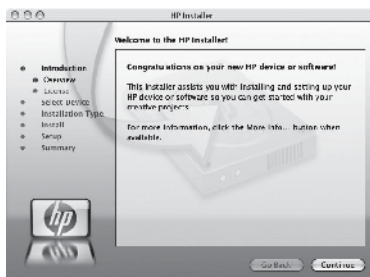 HP Installer
Welcome to the HP Installer!
Introduction
Overview
License
Select Device
Installation Type
Install
Setup
Summary
Congratulations on your new HP device or software!
This installer assists you with installing and setting up your
HP device or software so you can get started with your
creative projects.
For more information, click the More Info... button when
available.
hp
Go Back
Continue